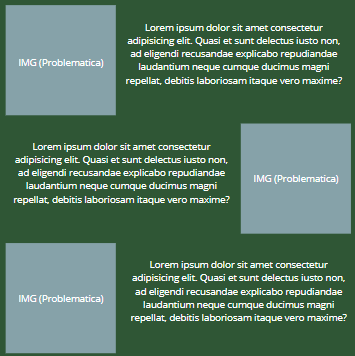 IMG (Problematica)
Lorem ipsum dolor sit amet consectetur
adipisicing elit. Quasi et sunt delectus iusto non,
ad eligendi recusandae explicabo repudiandae
laudantium neque cumque ducimus magni
repellat, debitis laboriosam itaque vero maxime?
Lorem ipsum dolor sit amet consectetur
adipisicing elit. Quasi et sunt delectus iusto non,
ad eligendi recusandae explicabo repudiandae
laudantium neque cumque ducimus magni
repellat, debitis laboriosam itaque vero maxime?
IMG (Problematica)
IMG (Problematica)
Lorem ipsum dolor sit amet consectetur
adipisicing elit. Quasi et sunt delectus iusto non,
ad eligendi recusandae explicabo repudiandae
laudantium neque cumque ducimus magni
repellat, debitis laboriosam itaque vero maxime?